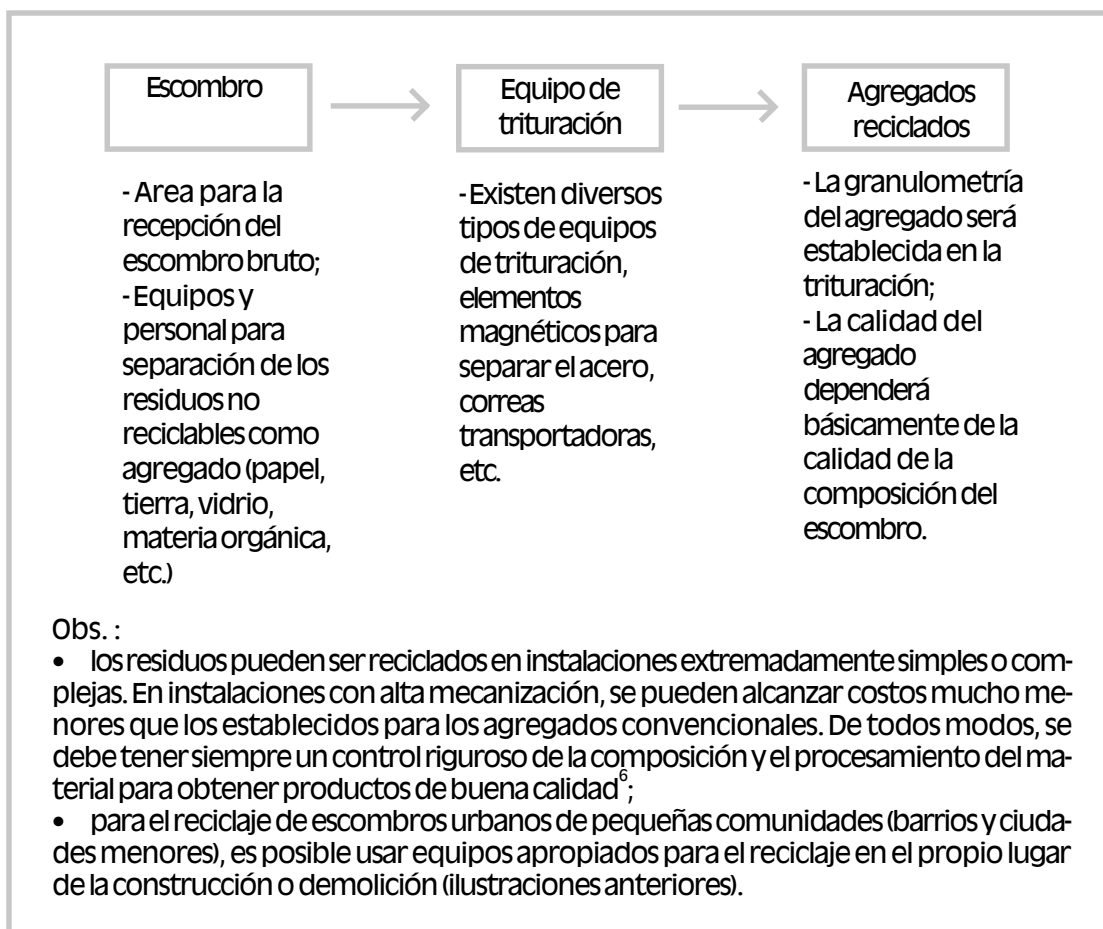 Escombro
Equipo de
trituración
Agregados
reciclados
- Area para la
recepción del
escombro bruto;
- Equipos y
personal para
separación de los
residuos no
reciclables como
agregado (papel,
tierra, vidrio,
materia orgánica,
etc.)
- Existen diversos
tipos de equipos
de trituración,
elementos
magnéticos para
separar el acero,
correas
transportadoras,
etc.
- La granulometría
del agregado será
establecida en la
trituración;
- La calidad del
agregado
dependerá
básicamente de la
calidad de la
composición del
escombro.
Obs. :
• los residuos pueden ser reciclados en instalaciones extremadamente simples o com-
plejas. En instalaciones con alta mecanización, se pueden alcanzar costos mucho me-
nores que los establecidos para los agregados convencionales. De todos modos, se
debe tener siempre un control riguroso de la composición y el procesamiento del ma-
terial para obtener productos de buena calidad⁶;
• para el reciclaje de escombros urbanos de pequeñas comunidades (barrios y ciuda-
des menores), es posible usar equipos apropiados para el reciclaje en el propio lugar
de la construcción o demolición (ilustraciones anteriores).